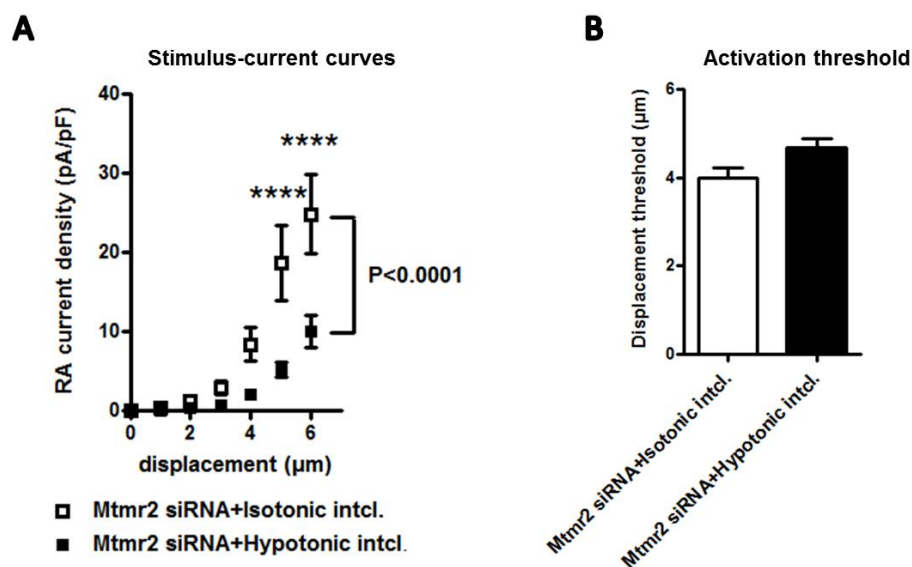 A
Stimulus-current curves
RA current density (pA/pF)
40
30
20
10
0
0
2
4
6
displacement (µm)
****
****
P<0.0001
Mtmr2 siRNA+Isotonic intcl.
Mtmr2 siRNA+Hypotonic intcl.
B
Activation threshold
Displacement threshold (µm)
6
4
2
0
Mtmr2 siRNA+Isotonic intcl.
Mtmr2 siRNA+Hypotonic intcl.